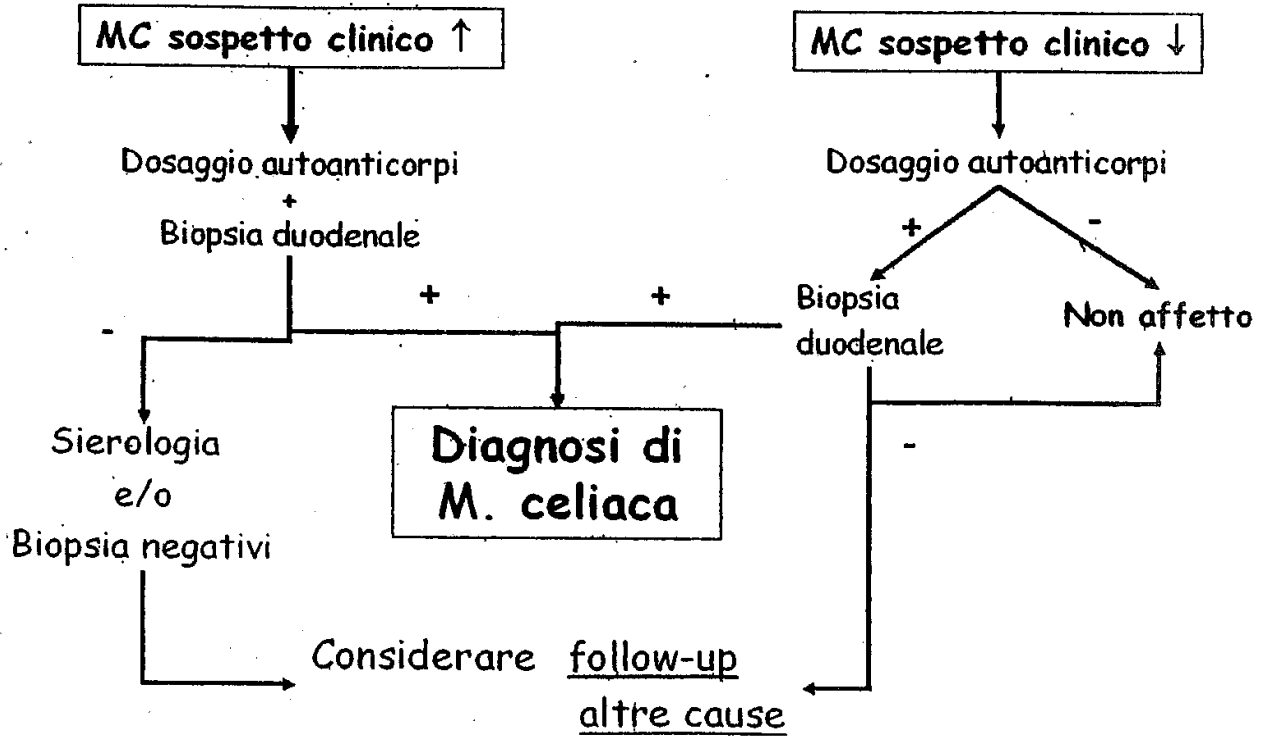 MC sospetto clinico ↑
Dosaggio autoanticorpi
+
Biopsia duodenale
-
+
Sierologia
e/o
Biopsia negativi
MC sospetto clinico ↓
Dosaggio autoanticorpi
+
-
Biopsia
duodenale
Non affetto
+
-
Diagnosi di
M. celiaca
Considerare follow-up
altre cause